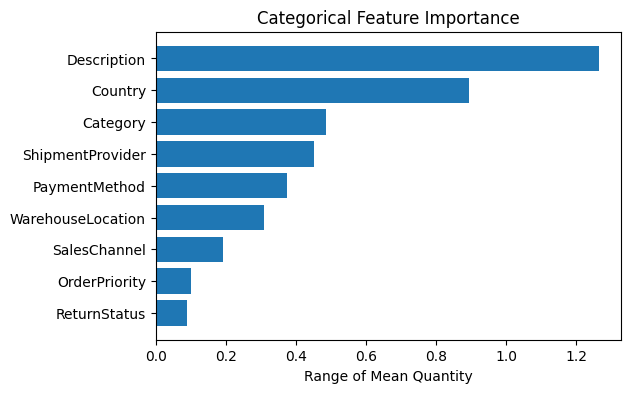 Categorical Feature Importance
Description
Country
Category
ShipmentProvider
PaymentMethod
WarehouseLocation
SalesChannel
OrderPriority
ReturnStatus
0.0 0.2 0.4 0.6 0.8 1.0 1.2
Range of Mean Quantity